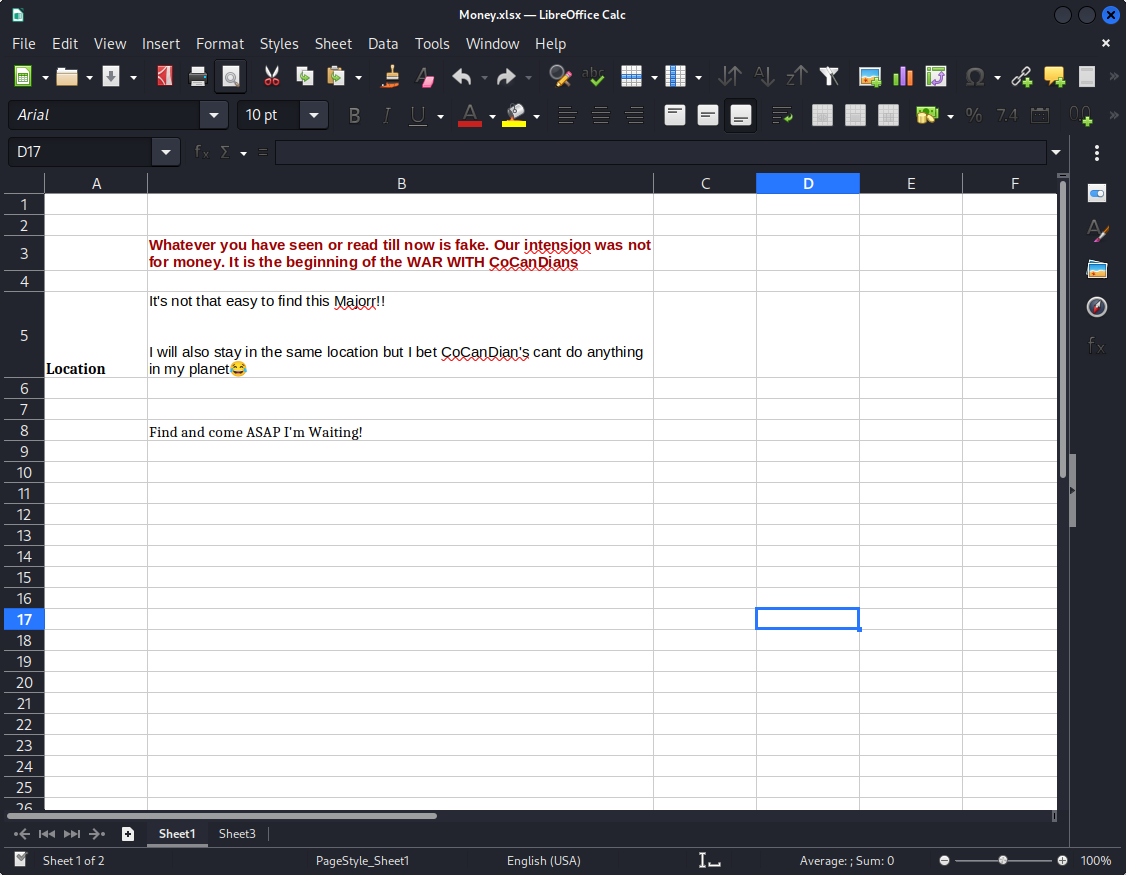 Money.xlsx — LibreOffice Calc
File Edit View Insert Format Styles Sheet Data Tools Window Help
Arial 10 pt B I U A % 7.4
D17 fx Σ =
A B C D E F
1
2
3 Whatever you have seen or read till now is fake. Our intension was not
for money. It is the beginning of the WAR WITH CoCanDians
4
It's not that easy to find this Majorr!!
5
I will also stay in the same location but I bet CoCanDian's cant do anything
Location in my planet😂
6
7
8 Find and come ASAP I'm Waiting!
9
10
11
12
13
14
15
16
17
18
19
20
21
22
23
24
25
26
Sheet1 Sheet3
Sheet 1 of 2 PageStyle_Sheet1 English (USA) Average: ; Sum: 0 100%